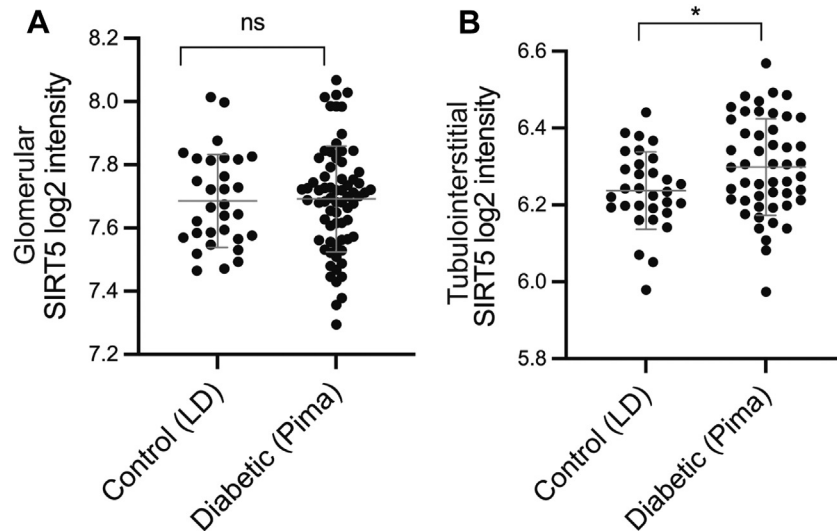 A
ns
Glomerular
SIRT5 log2 intensity
8.2
8.0
7.8
7.6
7.4
7.2
Control (LD)
Diabetic (Pima)
B
*
Tubulointerstitial
SIRT5 log2 intensity
6.6
6.4
6.2
6.0
5.8
Control (LD)
Diabetic (Pima)